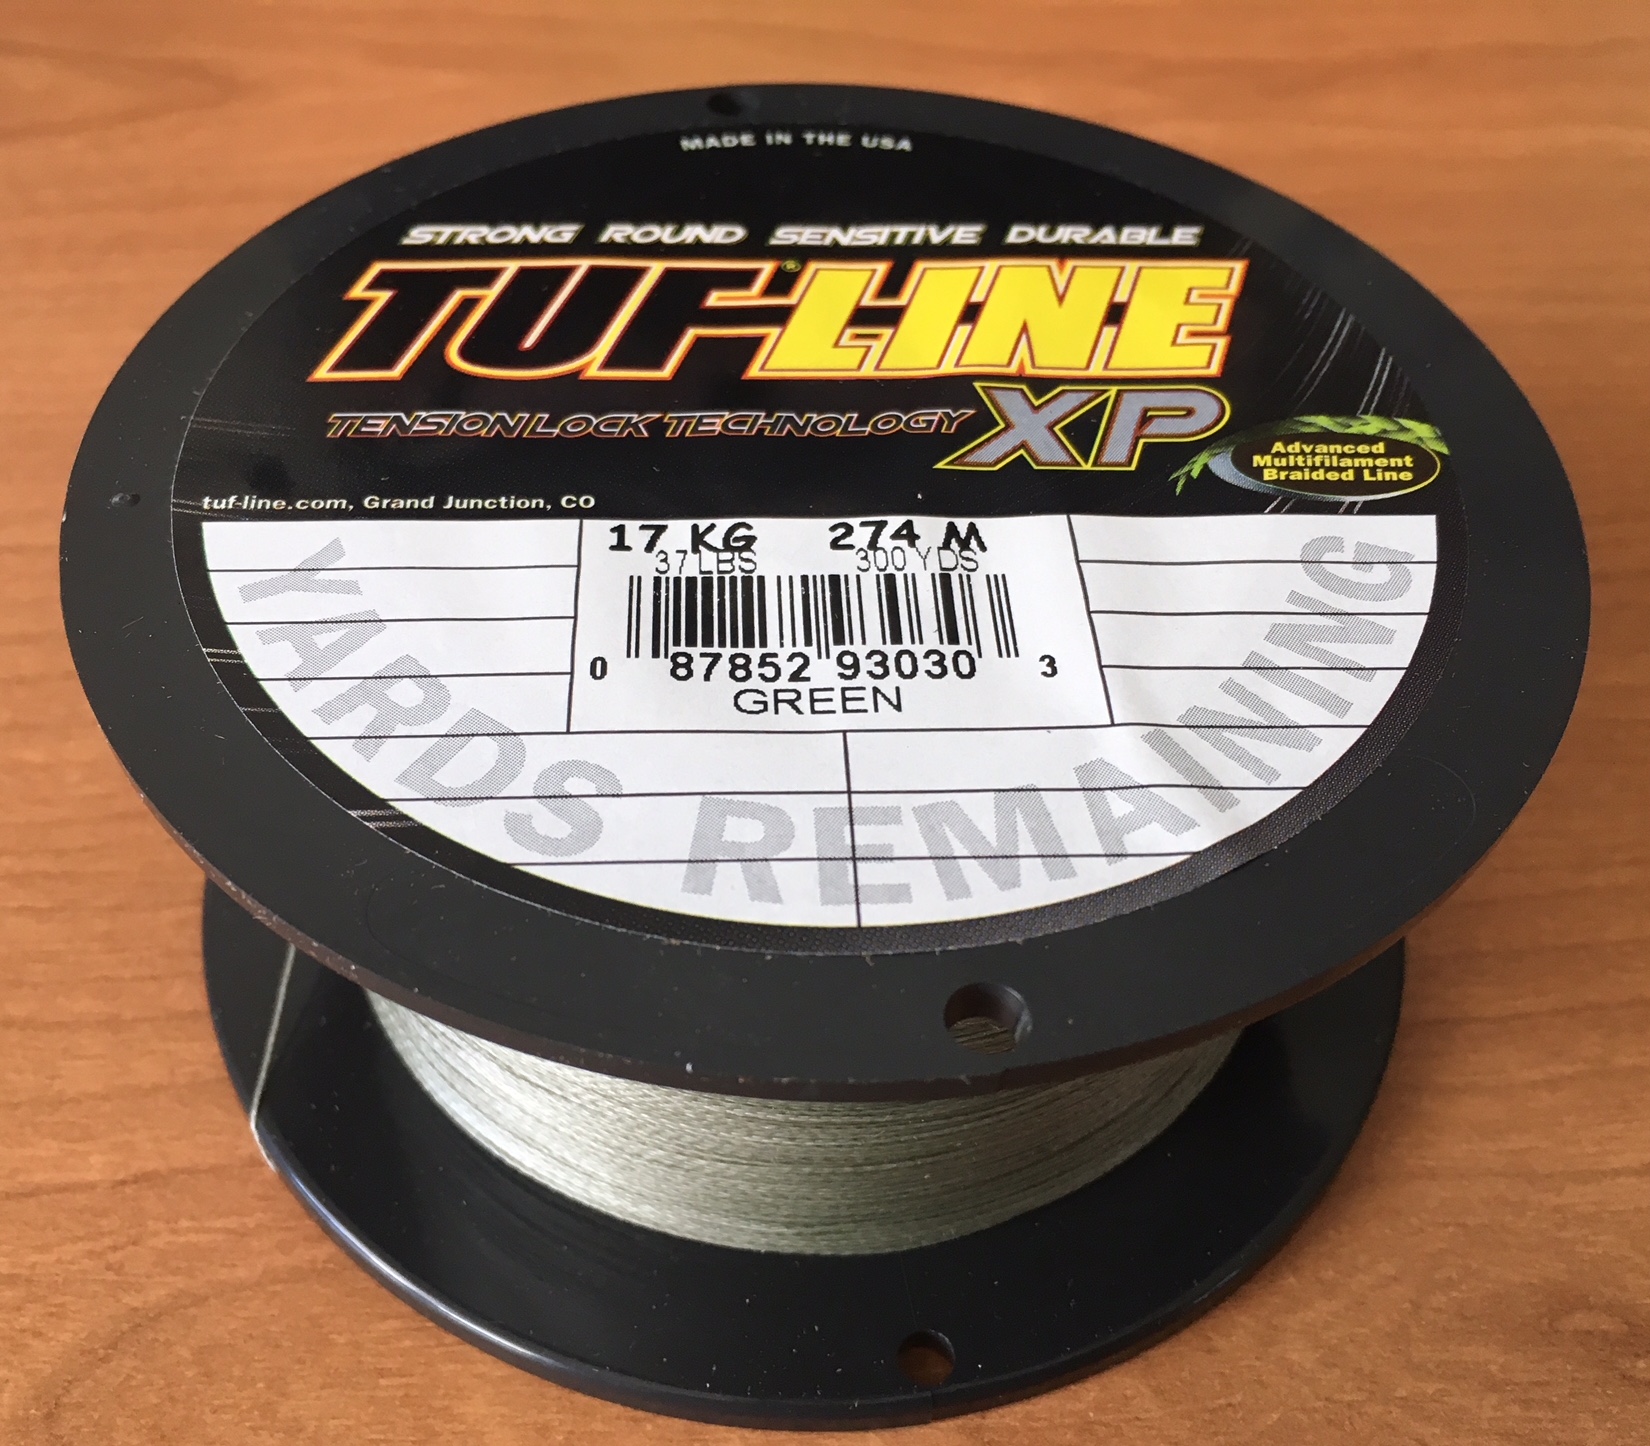 MADE IN THE USA
STRONG ROUND SENSITIVE DURABLE
TUF-LINE®
TENSION LOCK TECHNOLOGY XP
Advanced
Multifilament
Braided Line
tuf-line.com, Grand Junction, CO
17 KG 274 M
37 LBS 300 YDS
0 87852 93030 3
GREEN
YARDS REMAINING